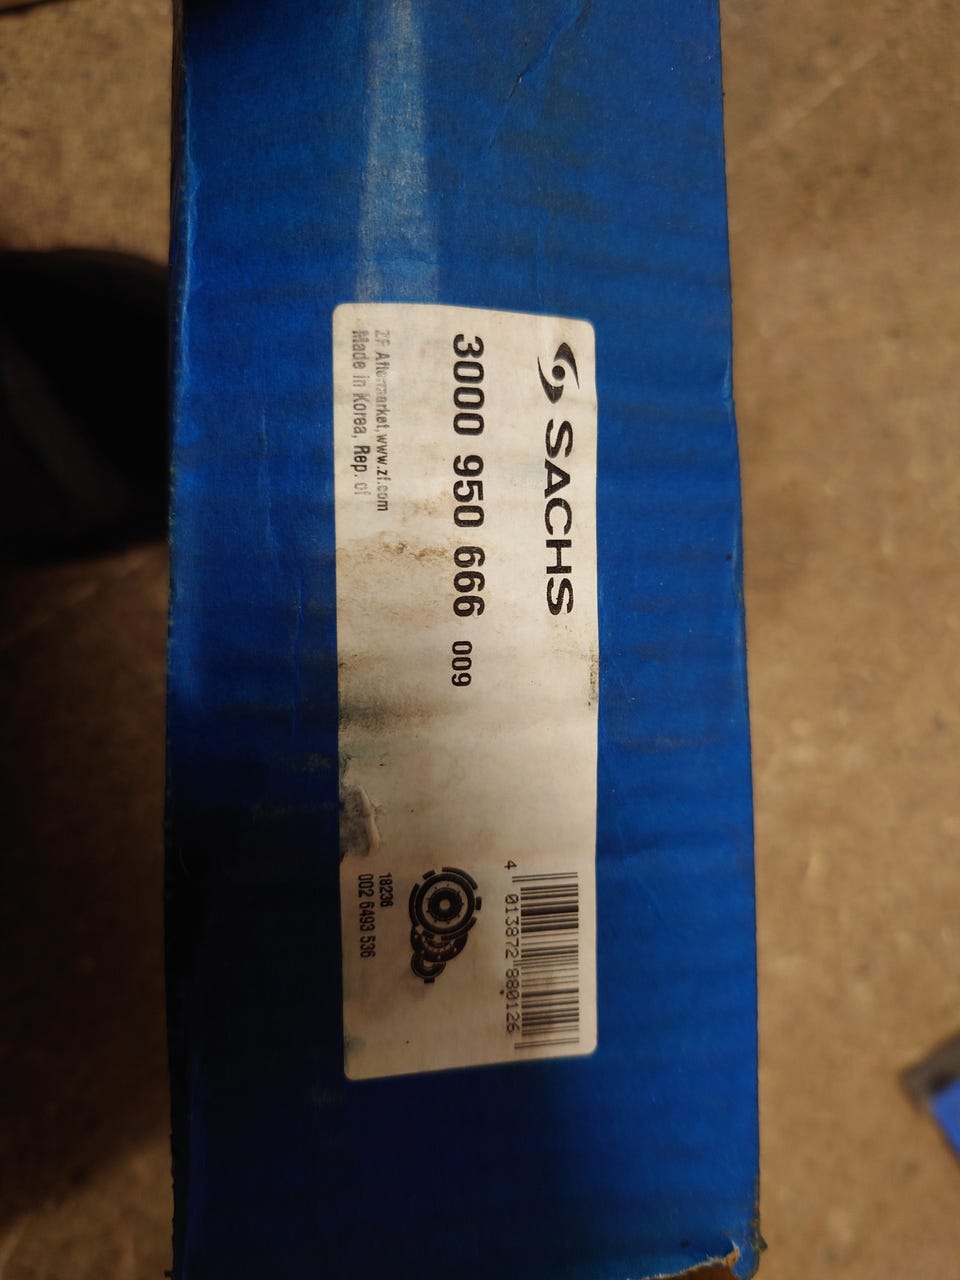 SACHS
3000 950 666 009
ZF Aftermarket, www.zf.com
Made in Korea, Rep. of
4 013872 880126
18236
002 6493 536